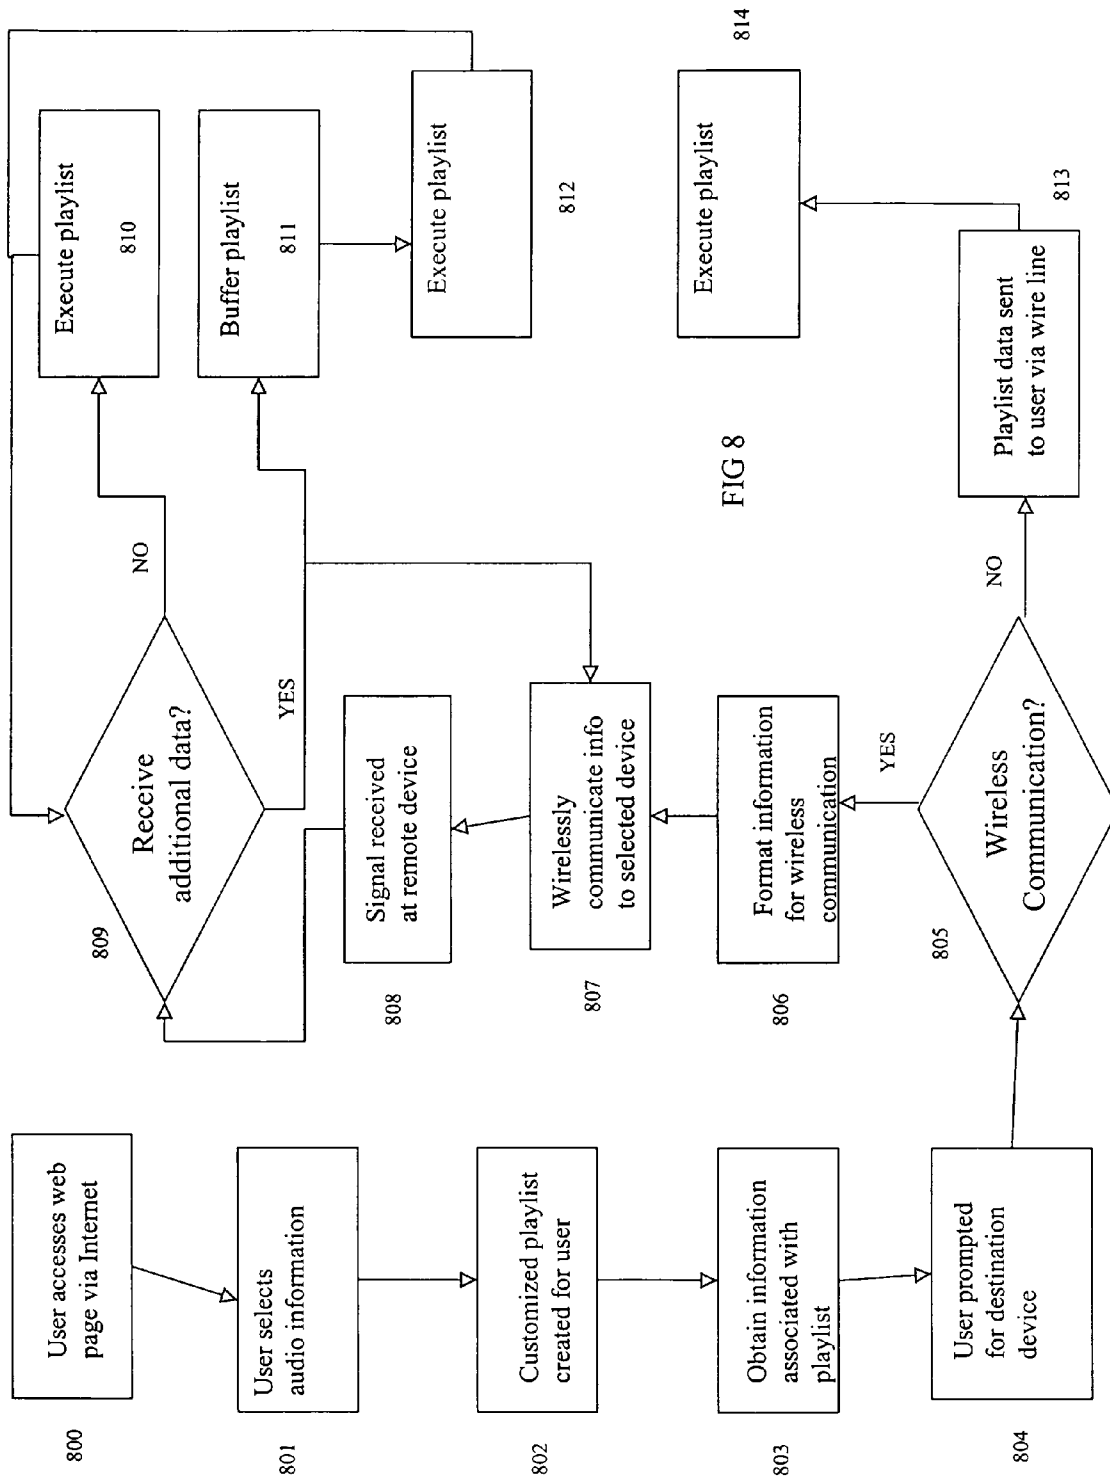 User accesses web
page via Internet
800
User selects
audio information
801
Customized playlist
created for user
802
Obtain information
associated with
playlist
803
User prompted
for destination
device
804
Wireless
Communication?
805
YES
NO
Format information
for wireless
communication
806
Wirelessly
communicate info
to selected device
807
Signal received
at remote device
808
Receive
additional data?
809
NO
YES
Execute playlist
810
Buffer playlist
811
Execute playlist
812
Playlist data sent
to user via wire line
813
Execute playlist
814
FIG 8